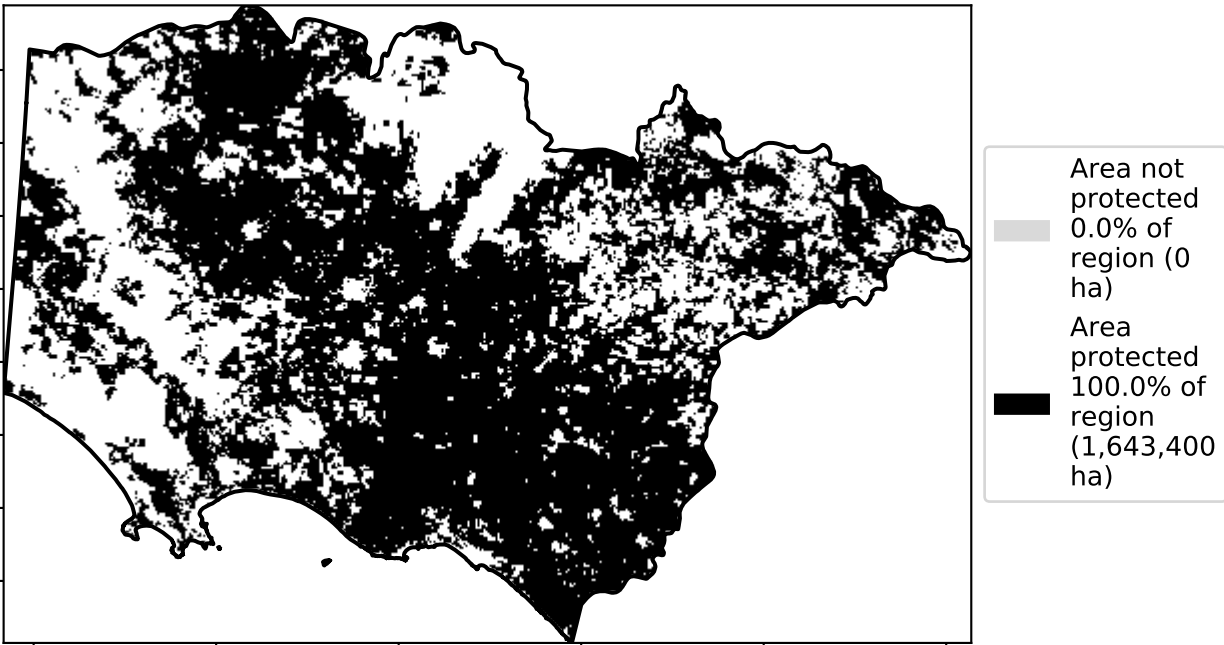 Area not
protected
0.0% of
region (0
ha)
Area
protected
100.0% of
region
(1,643,400
ha)